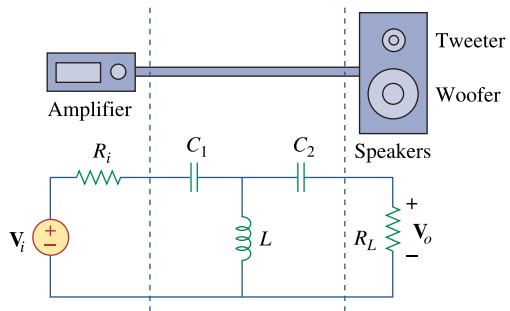 Tweeter
Woofer
Amplifier
Speakers
R_i
C_1
C_2
+
V_i
+
−
L
R_L
V_o
−